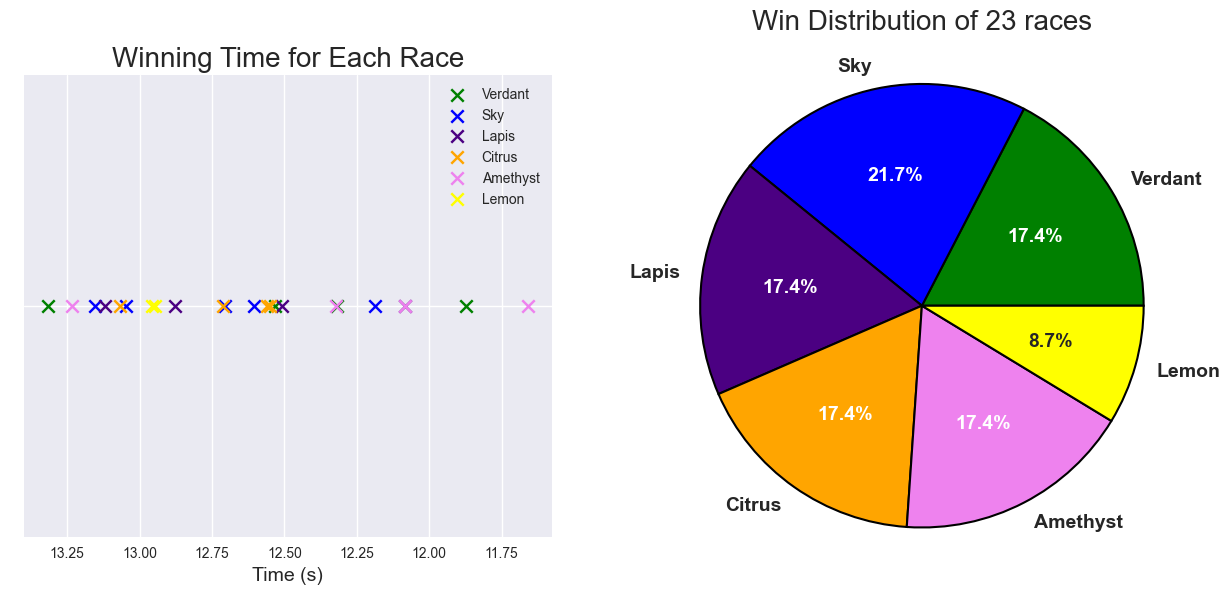 Winning Time for Each Race
Verdant
Sky
Lapis
Citrus
Amethyst
Lemon
13.25 13.00 12.75 12.50 12.25 12.00 11.75
Time (s)
Win Distribution of 23 races
Sky
Verdant
21.7%
17.4%
Lapis
17.4%
8.7%
Lemon
17.4%
17.4%
Citrus
Amethyst